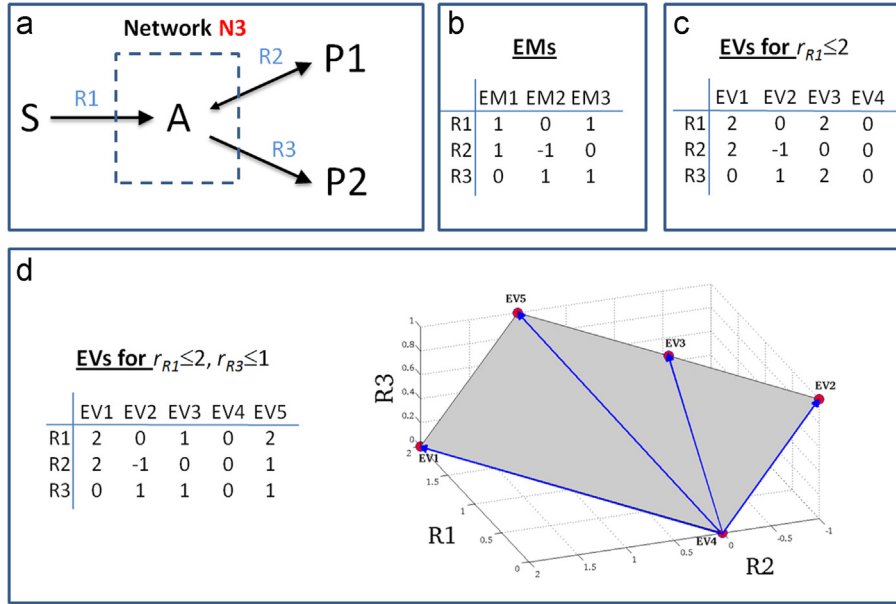 a
Network N3
R1
R2
R3
S
A
P1
P2
b
EMs
EM1 EM2 EM3
R1 1 0 1
R2 1 -1 0
R3 0 1 1
c
EVs for r_R1≤2
EV1 EV2 EV3 EV4
R1 2 0 2 0
R2 2 -1 0 0
R3 0 1 2 0
d
EVs for r_R1≤2, r_R3≤1
EV1 EV2 EV3 EV4 EV5
R1 2 0 1 0 2
R2 2 -1 0 0 1
R3 0 1 1 0 1
EV5
EV3
EV2
EV1
EV4
R3
1
0.8
0.6
0.4
0.2
0
R1
2
1.5
1
0.5
0
R2
2
1.5
1
0.5
0
-0.5
-1